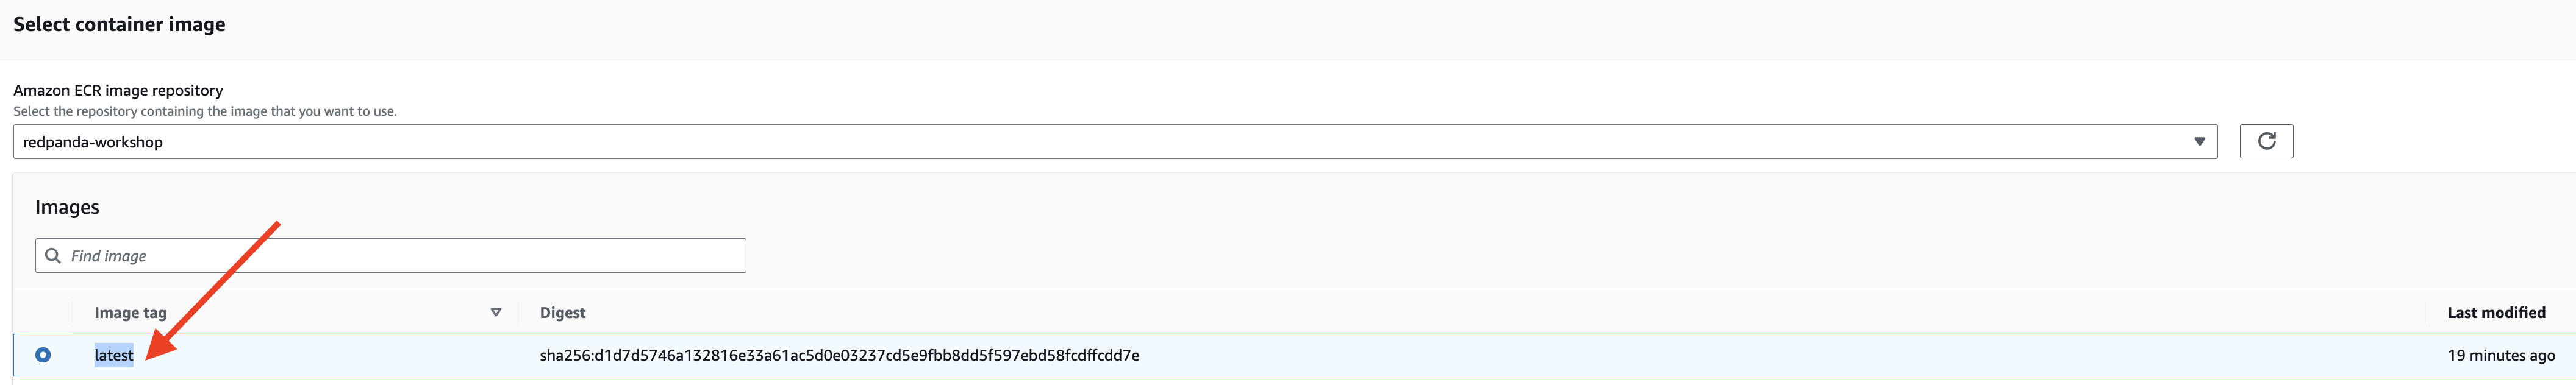 Select container image
Amazon ECR image repository
Select the repository containing the image that you want to use.
redpanda-workshop
Images
Find image
Image tag Digest Last modified
latest sha256:d1d7d5746a132816e33a61ac5d0e03237cd5e9fbb8dd5f597ebd58fcdffcdd7e 19 minutes ago